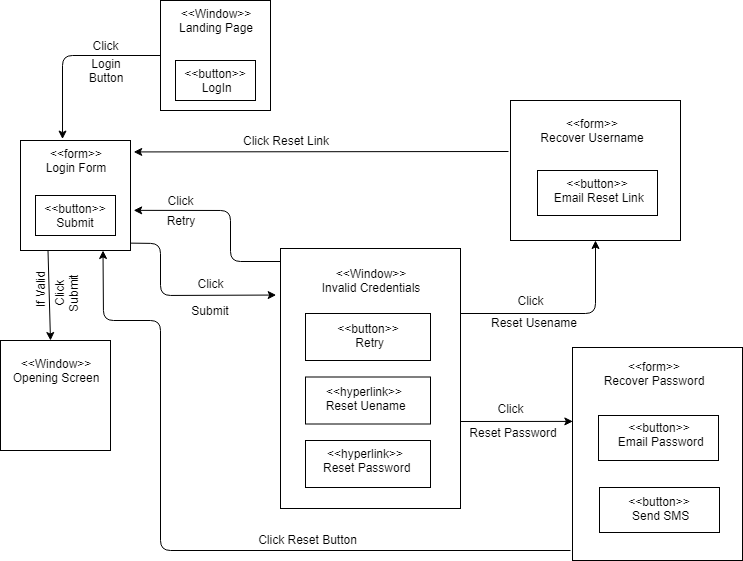 <<Window>>
Landing Page
<<button>>
LogIn
Click
Login
Button
<<form>>
Login Form
<<button>>
Submit
Click Reset Link
<<form>>
Recover Username
<<button>>
Email Reset Link
Click
Retry
Click
Submit
If Valid
Click
Submit
<<Window>>
Opening Screen
<<Window>>
Invalid Credentials
<<button>>
Retry
<<hyperlink>>
Reset Uename
<<hyperlink>>
Reset Password
Click
Reset Usename
Click
Reset Password
<<form>>
Recover Password
<<button>>
Email Password
<<button>>
Send SMS
Click Reset Button